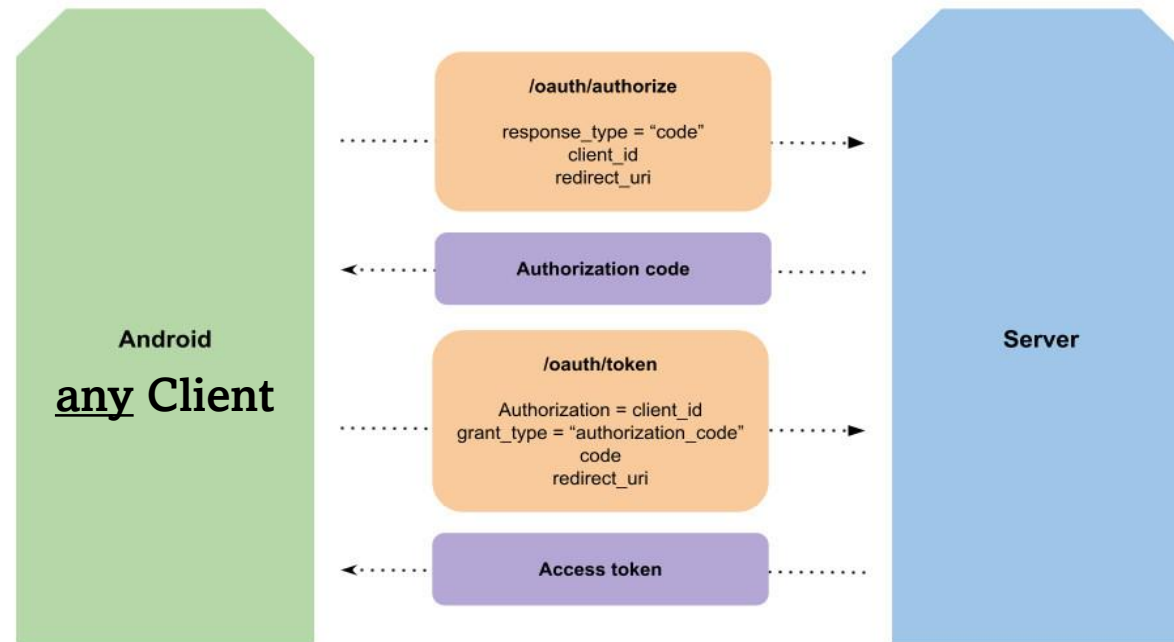 /oauth/authorize
response_type = “code”
client_id
redirect_uri
Authorization code
Android
any Client
Server
/oauth/token
Authorization = client_id
grant_type = “authorization_code”
code
redirect_uri
Access token